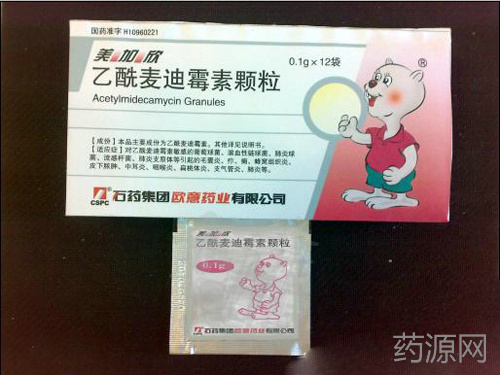 国药准字 H10960221
美加欣
0.1g×12袋
乙酰麦迪霉素颗粒
®
Acetylmidecamycin Granules
【成份】本品主要成份为乙酰麦迪霉素。其他详见说明书。
【适应症】对乙酰麦迪霉素敏感的葡萄球菌、溶血性链球菌、肺炎球
菌、流感杆菌、肺炎支原体等引起的毛囊炎、疖、痈、蜂窝组织炎、
皮下脓肿、中耳炎、咽喉炎、扁桃体炎、支气管炎、肺炎等。
CSPC 石药集团欧意药业有限公司
美加欣
乙酰麦迪霉素颗粒
0.1g
石药集团欧意药业有限公司
药源网